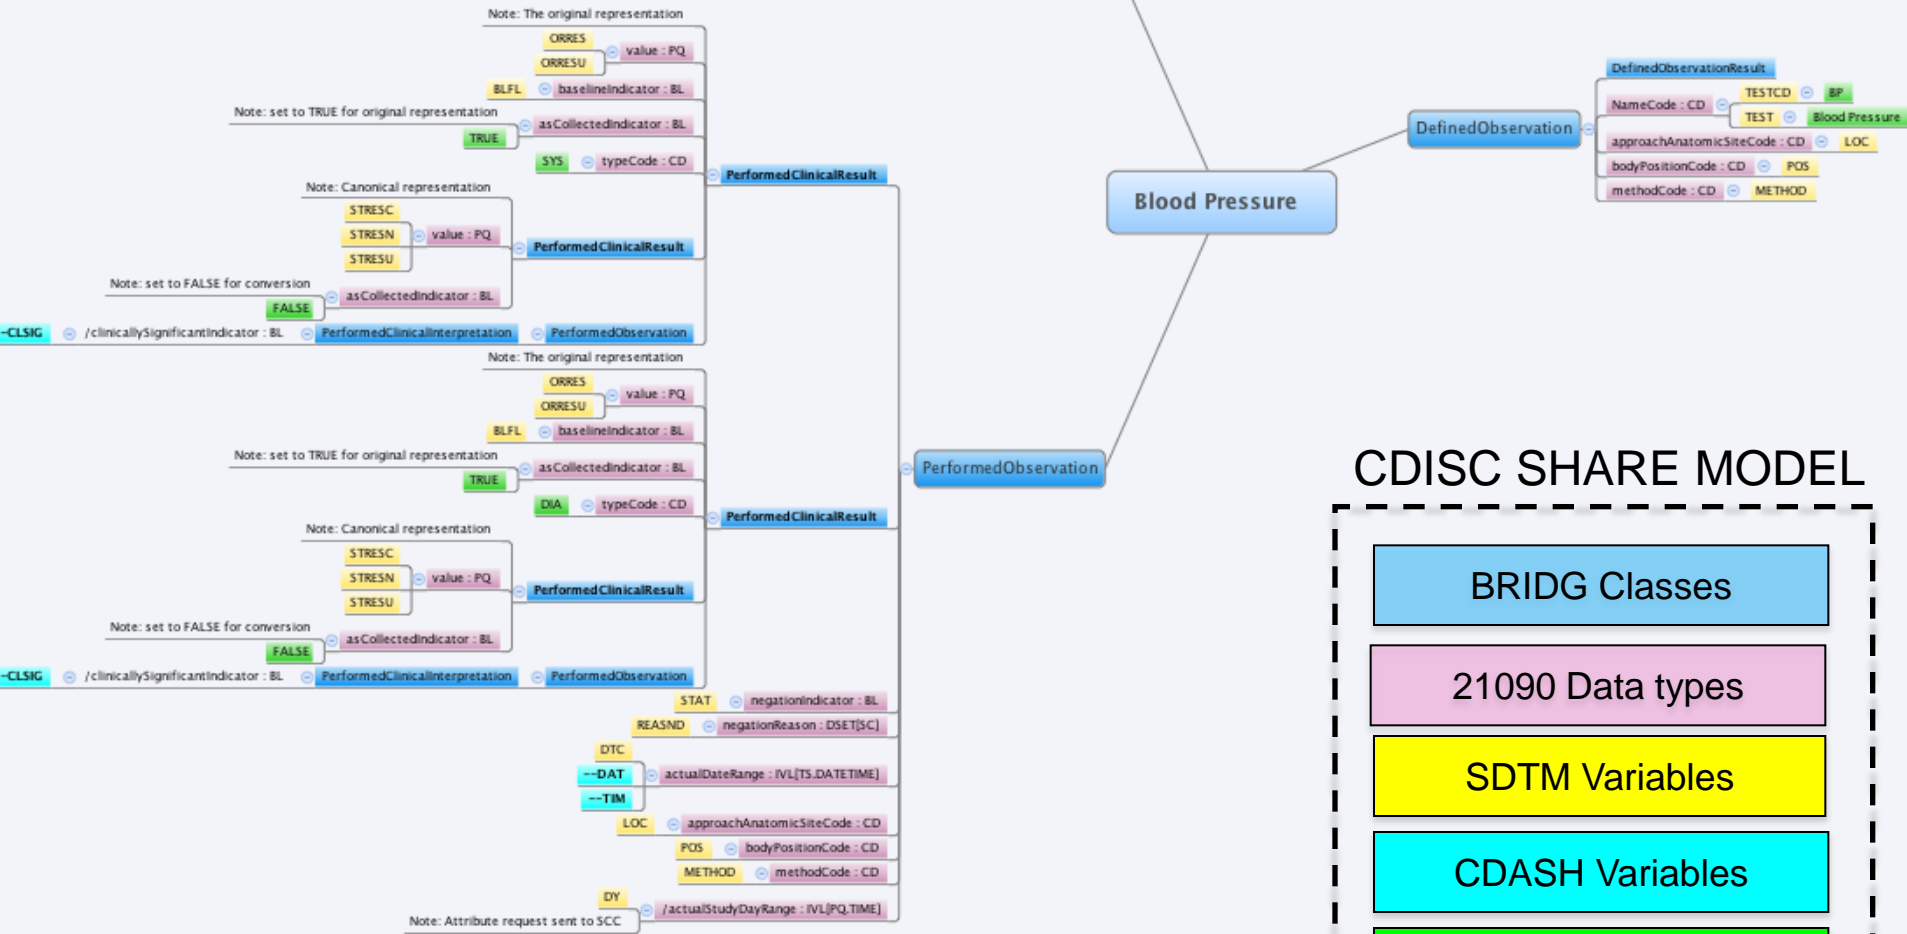 Note: The original representation
ORRES
value : PQ
ORRESU
BLFL
baselineIndicator : BL
Note: set to TRUE for original representation
asCollectedIndicator : BL
TRUE
SYS
typeCode : CD
PerformedClinicalResult
Note: Canonical representation
STRESC
STRESN
value : PQ
STRESU
PerformedClinicalResult
Note: set to FALSE for conversion
asCollectedIndicator : BL
FALSE
-CLSIG
/clinicallySignificantIndicator : BL
PerformedClinicalInterpretation
PerformedObservation
Note: The original representation
ORRES
value : PQ
ORRESU
BLFL
baselineIndicator : BL
Note: set to TRUE for original representation
asCollectedIndicator : BL
TRUE
DIA
typeCode : CD
PerformedClinicalResult
Note: Canonical representation
STRESC
STRESN
value : PQ
STRESU
PerformedClinicalResult
Note: set to FALSE for conversion
asCollectedIndicator : BL
FALSE
-CLSIG
/clinicallySignificantIndicator : BL
PerformedClinicalInterpretation
PerformedObservation
STAT
negationIndicator : BL
REASND
negationReason : DSET[SC]
DTC
--DAT
actualDateRange : IVL[TS.DATETIME]
--TIM
LOC
approachAnatomicSiteCode : CD
POS
bodyPositionCode : CD
METHOD
methodCode : CD
DY
/actualStudyDayRange : IVL[PQ.TIME]
Note: Attribute request sent to SCC
PerformedObservation
Blood Pressure
DefinedObservation
DefinedObservationResult
NameCode : CD
TESTCD
BP
TEST
Blood Pressure
approachAnatomicSiteCode : CD
LOC
bodyPositionCode : CD
POS
methodCode : CD
METHOD
CDISC SHARE MODEL
BRIDG Classes
21090 Data types
SDTM Variables
CDASH Variables